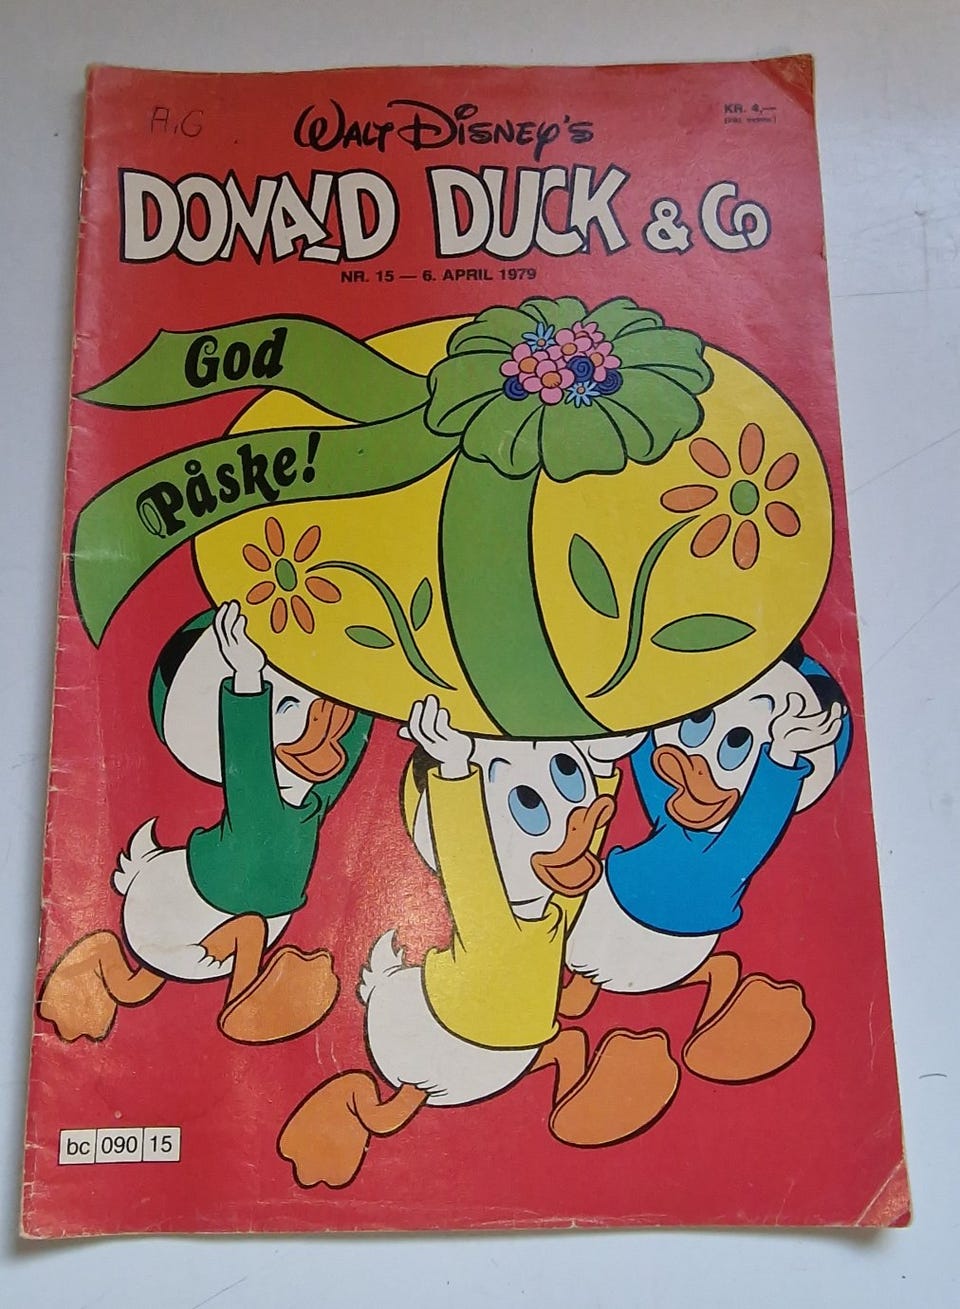 A.G
WALT DISNEY'S
KR. 4,—
DONALD DUCK & Co
NR. 15 — 6. APRIL 1979
God
Påske!
bc 090 15